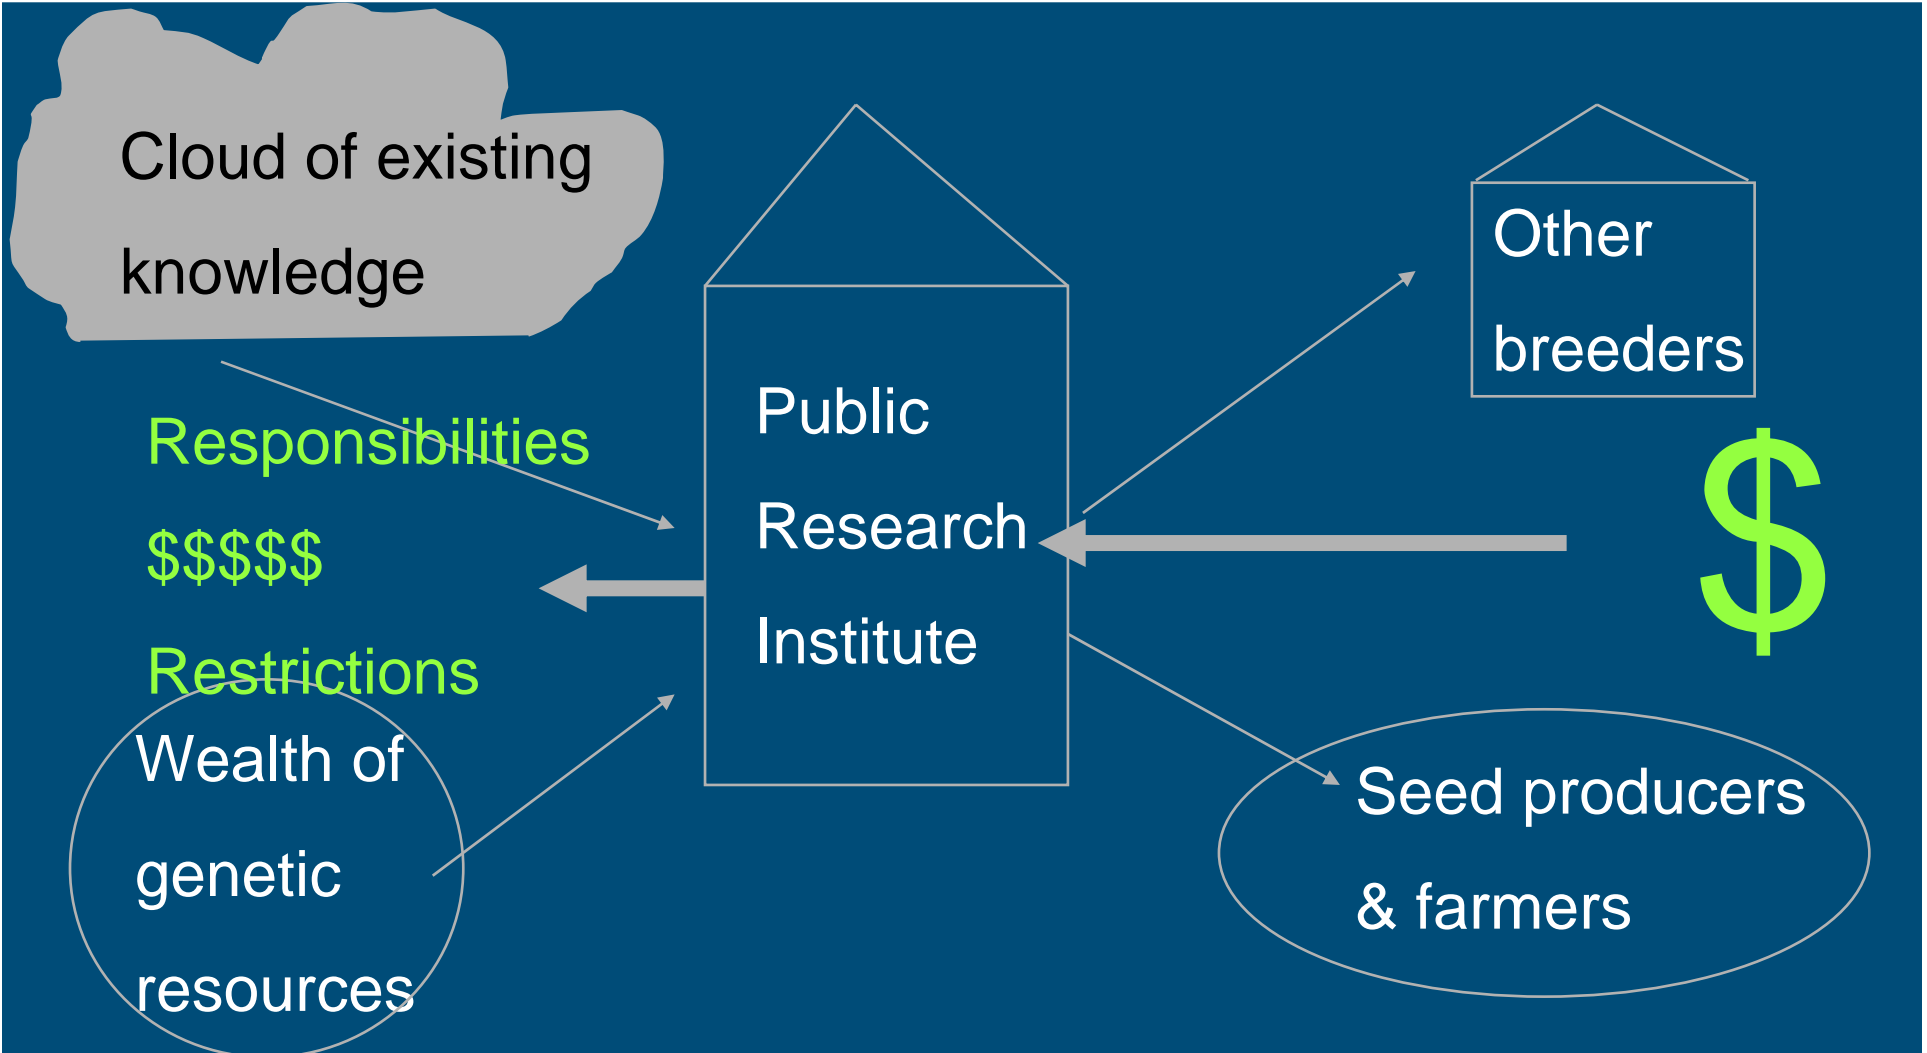 Cloud of existing
knowledge
Responsibilities
$$$$$
Restrictions
Wealth of
genetic
resources
Public
Research
Institute
Other
breeders
$
Seed producers
& farmers